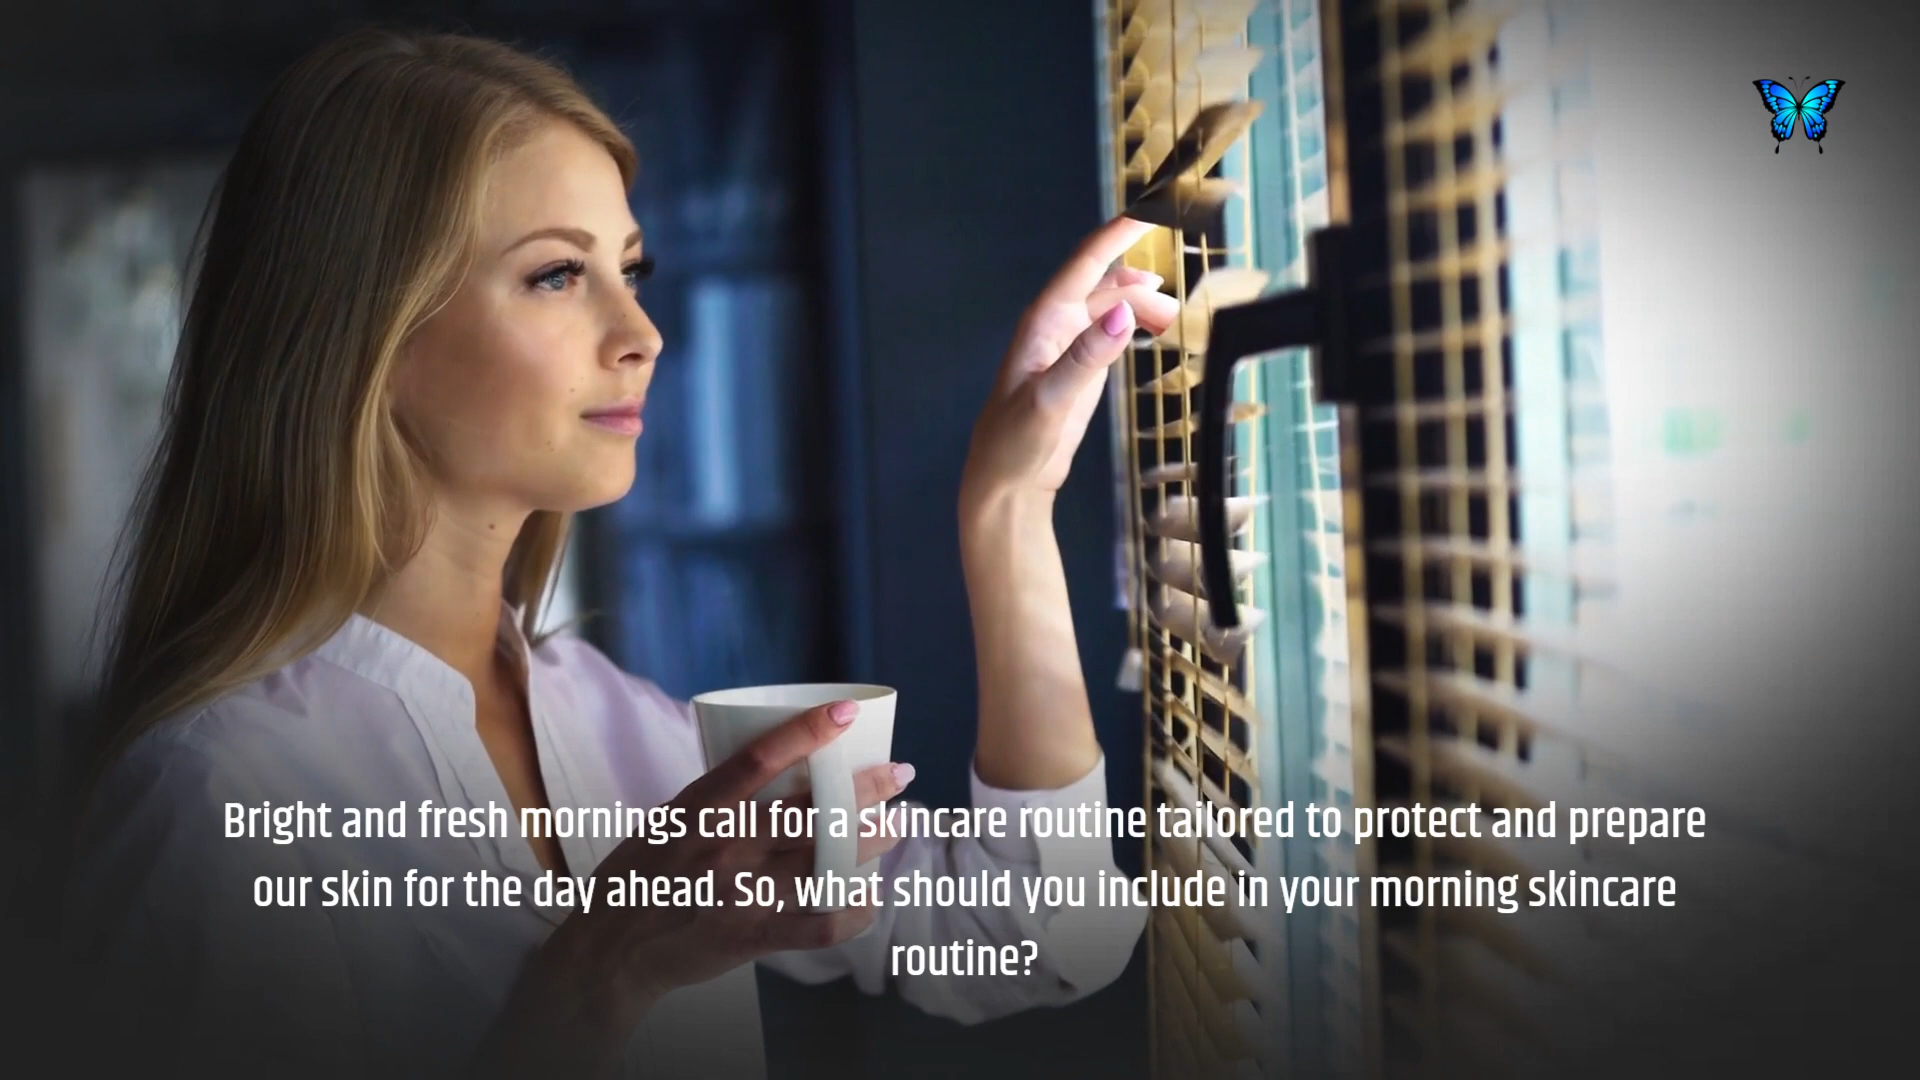 Bright and fresh mornings call for a skincare routine tailored to protect and prepare
our skin for the day ahead. So, what should you include in your morning skincare
routine?